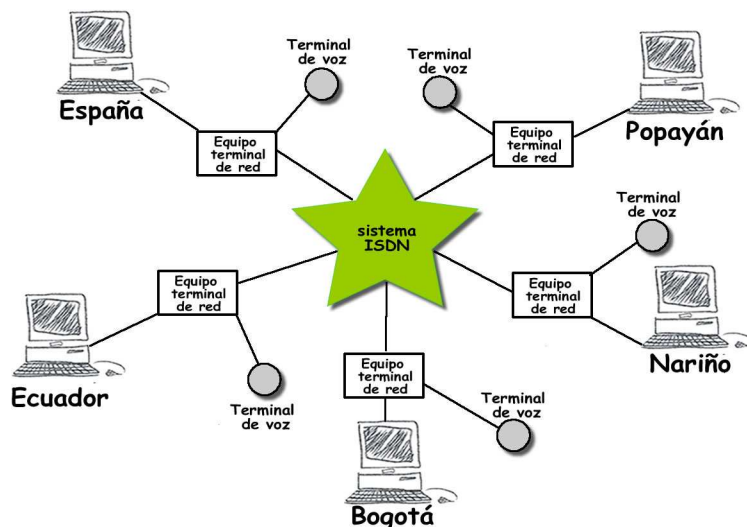 Terminal
de voz
España
Equipo
terminal
de red
Terminal
de voz
Popayán
Equipo
terminal
de red
sistema
ISDN
Terminal
de voz
Equipo
terminal
de red
Nariño
Equipo
terminal
de red
Ecuador
Terminal
de voz
Equipo
terminal
de red
Terminal
de voz
Bogotá